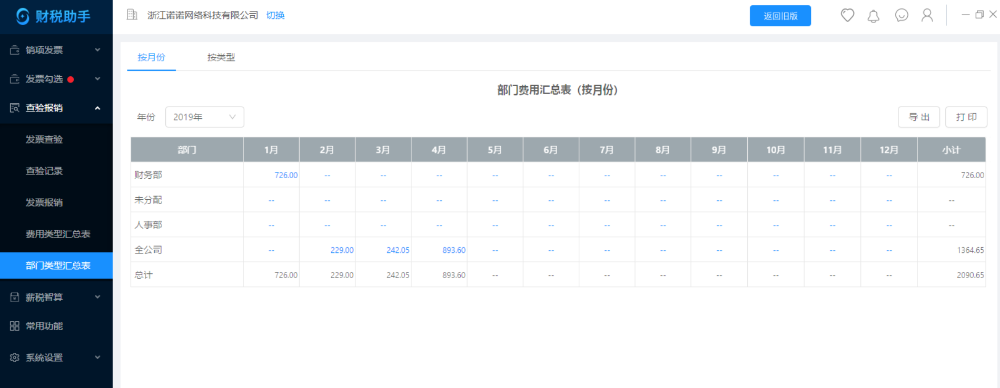 财税助手
浙江诺诺网络科技有限公司 切换
返回旧版
销项发票
发票勾选
查验报销
发票查验
查验记录
发票报销
费用类型汇总表
部门类型汇总表
薪税智算
常用功能
系统设置
按月份 按类型
部门费用汇总表（按月份）
年份 2019年
导出 打印
部门 1月 2月 3月 4月 5月 6月 7月 8月 9月 10月 11月 12月 小计
财务部 726.00 -- -- -- -- -- -- -- -- -- -- -- 726.00
未分配 -- -- -- -- -- -- -- -- -- -- -- -- --
人事部 -- -- -- -- -- -- -- -- -- -- -- -- --
全公司 -- 229.00 242.05 893.60 -- -- -- -- -- -- -- -- 1364.65
总计 726.00 229.00 242.05 893.60 -- -- -- -- -- -- -- -- 2090.65